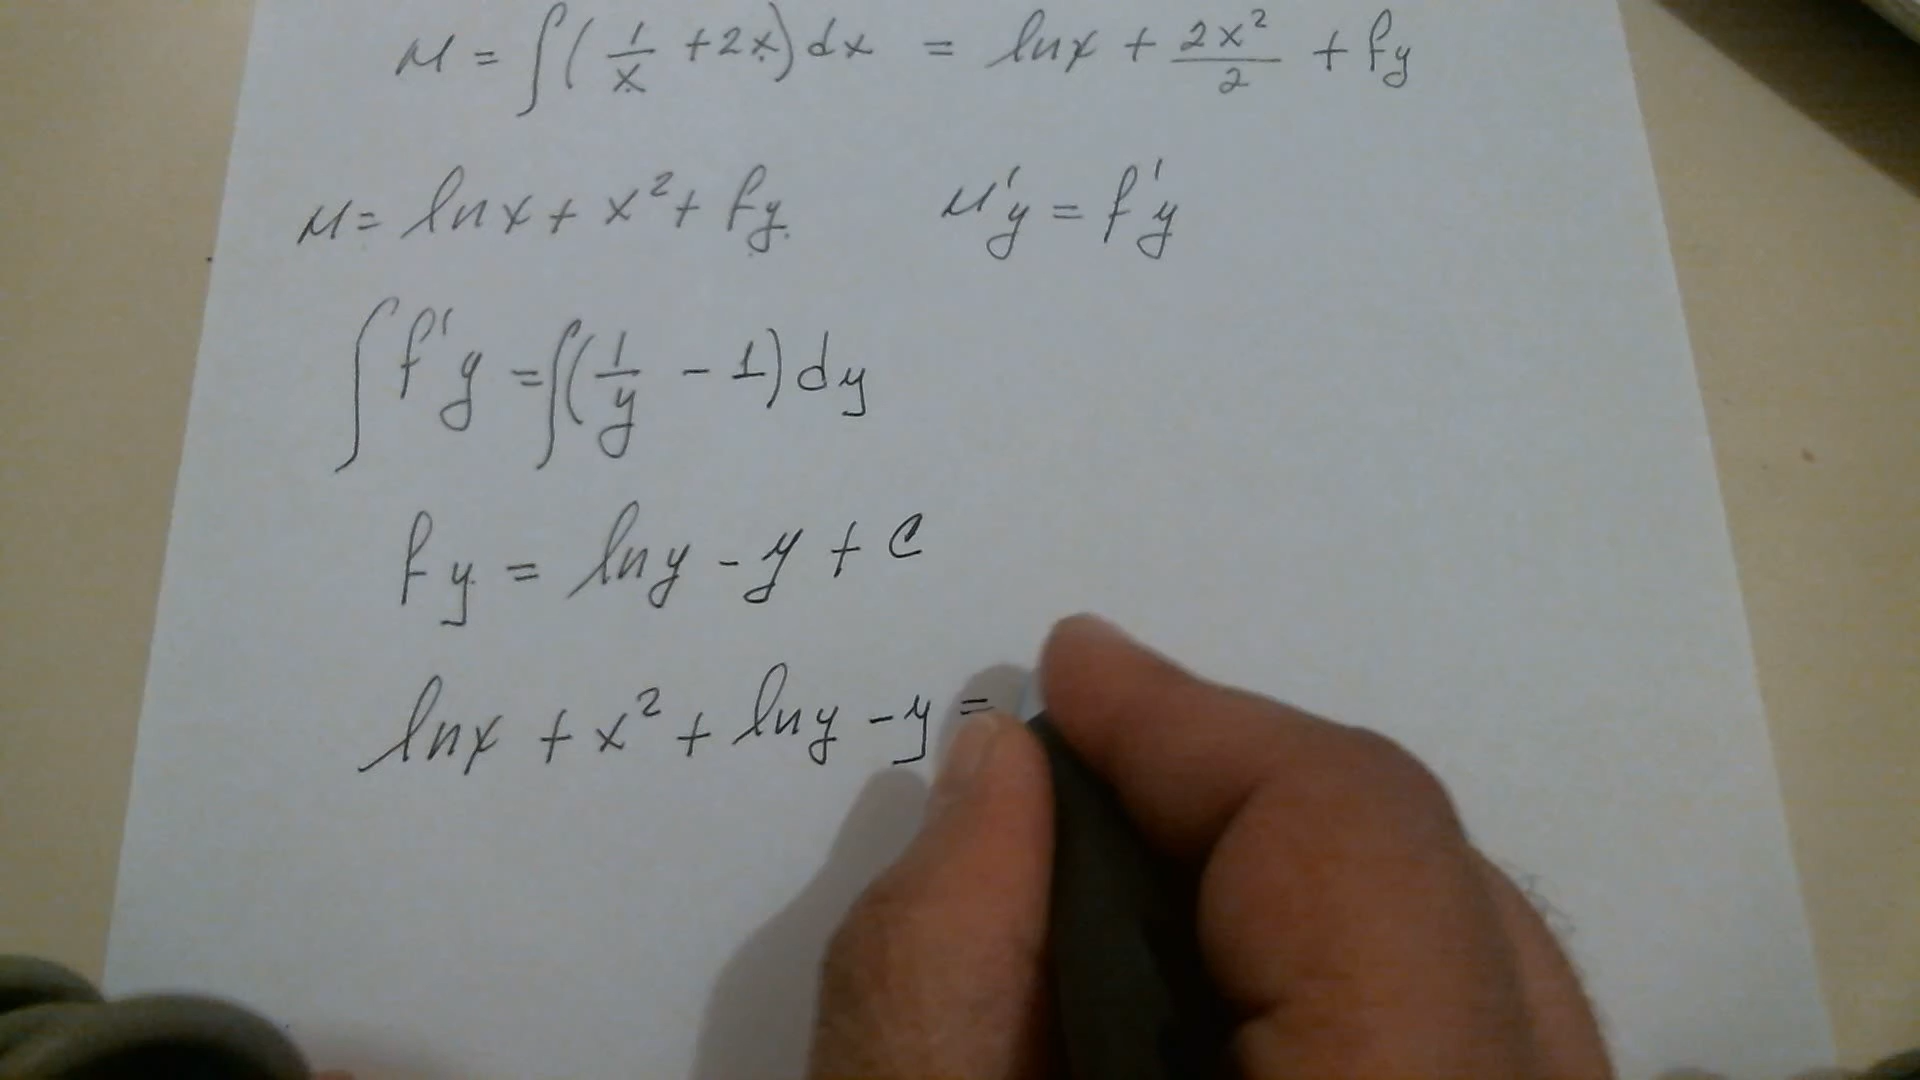 u = ∫(1/x + 2x)dx = lnx + 2x²/2 + fy
u = lnx + x² + fy u'y = f'y
∫f'y = ∫(1/y - 1)dy
fy = lny - y + c
lnx + x² + lny - y =